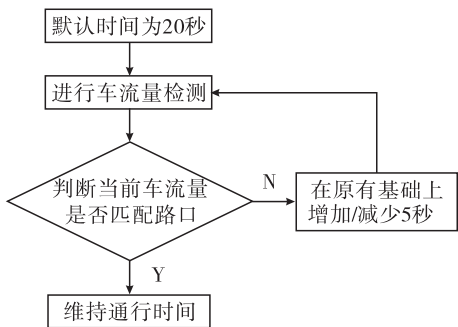 默认时间为20秒
进行车流量检测
判断当前车流量
是否匹配路口
N
在原有基础上
增加/减少5秒
Y
维持通行时间